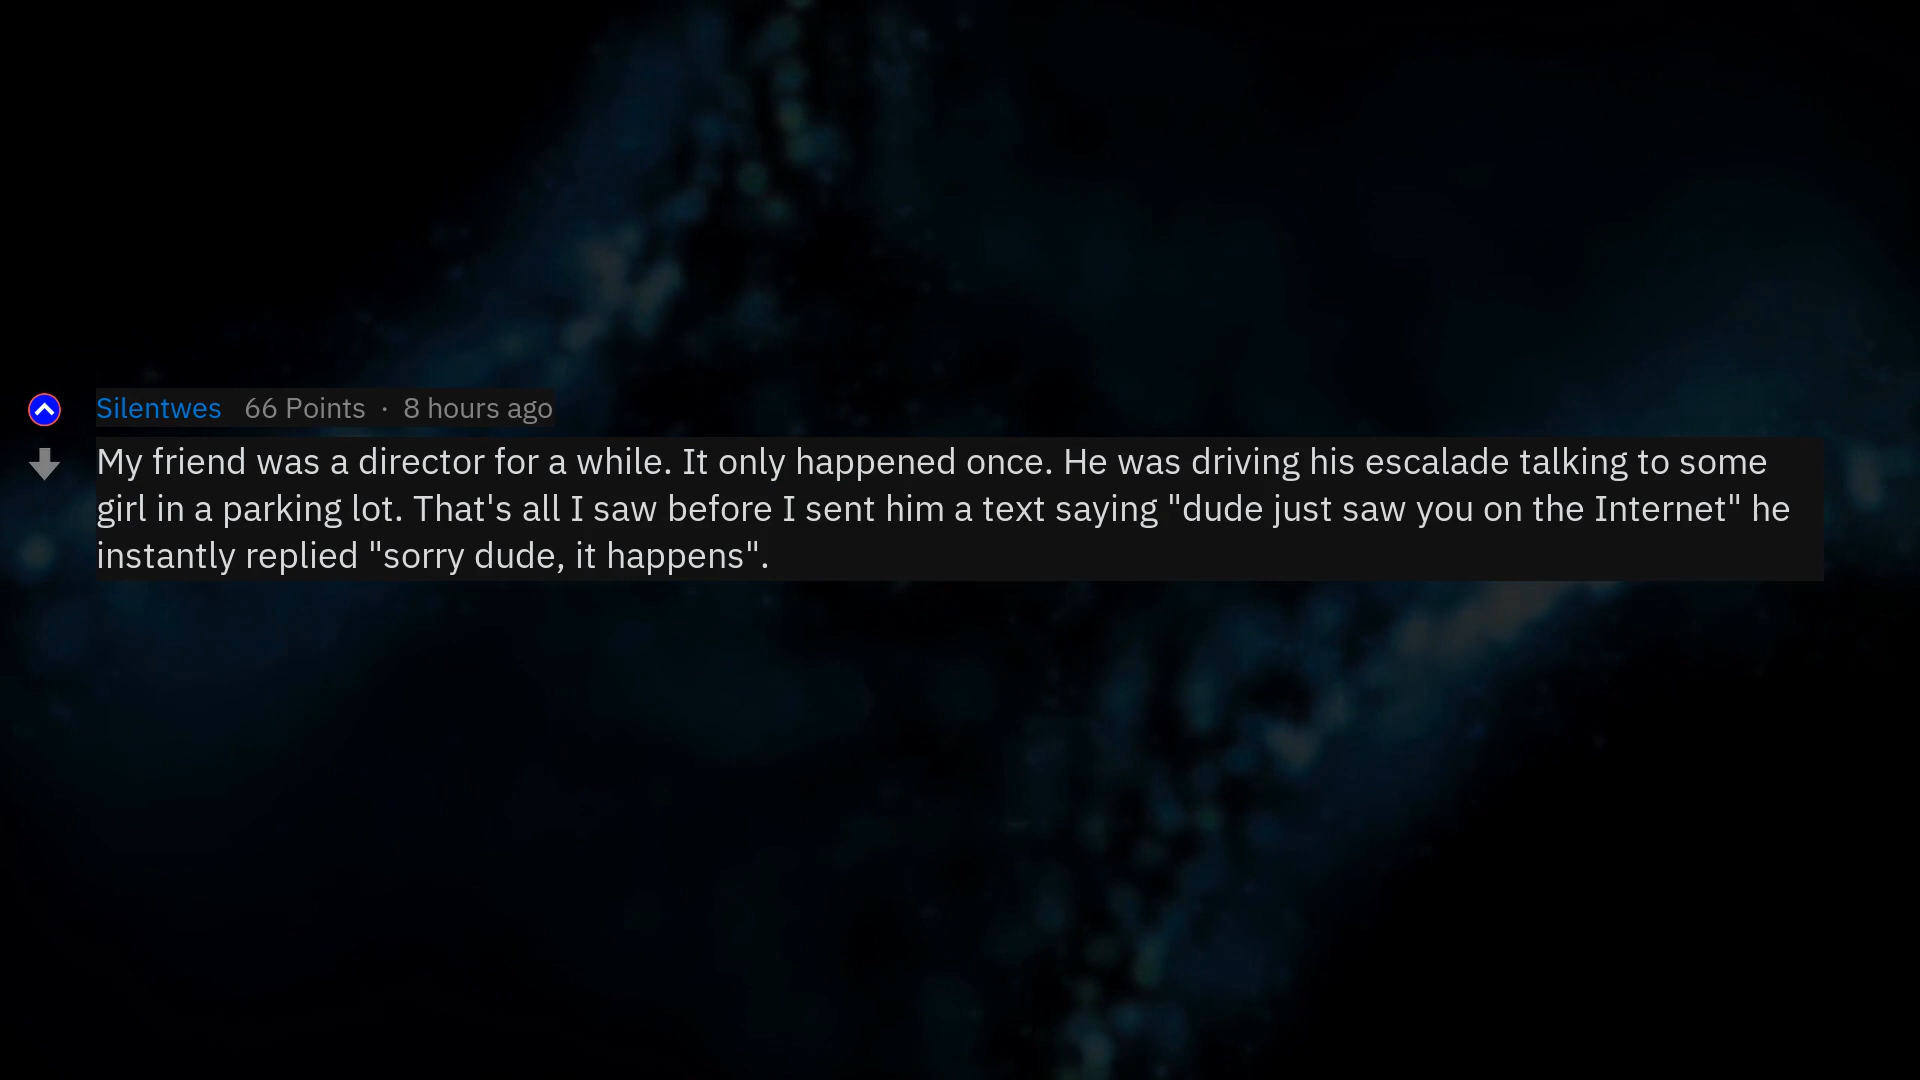 Silentwes 66 Points · 8 hours ago
My friend was a director for a while. It only happened once. He was driving his escalade talking to some
girl in a parking lot. That's all I saw before I sent him a text saying "dude just saw you on the Internet" he
instantly replied "sorry dude, it happens".